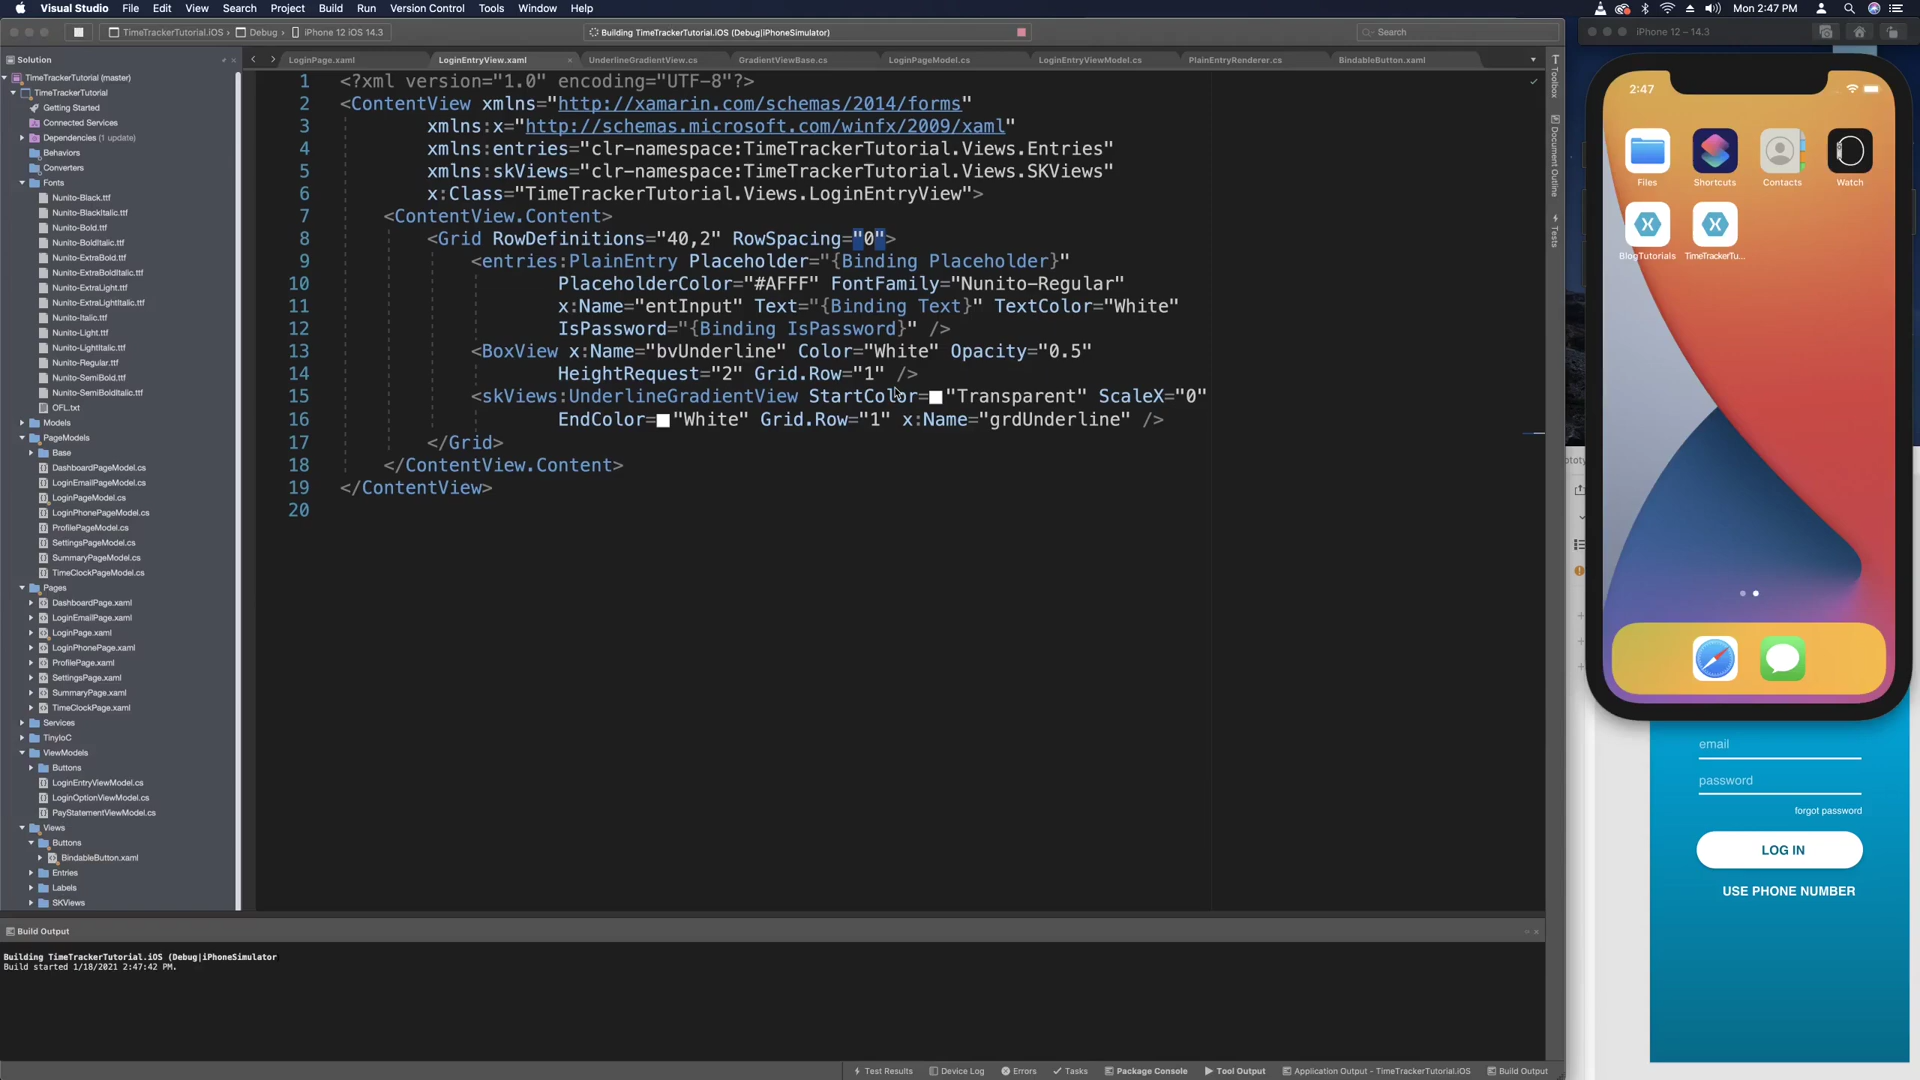 Visual Studio File Edit View Search Project Build Run Version Control Tools Window Help
Mon 2:47 PM
TimeTrackerTutorial.iOS > Debug > iPhone 12 iOS 14.3
Building TimeTrackerTutorial.iOS (Debug|iPhoneSimulator)
Search
iPhone 12 – 14.3
Solution
LoginPage.xaml
LoginEntryView.xaml
UnderlineGradientView.cs
GradientViewBase.cs
LoginPageModel.cs
LoginEntryViewModel.cs
PlainEntryRenderer.cs
BindableButton.xaml
TimeTrackerTutorial (master)
TimeTrackerTutorial
Getting Started
Connected Services
Dependencies (1 update)
Behaviors
Converters
Fonts
Nunito-Black.ttf
Nunito-BlackItalic.ttf
Nunito-Bold.ttf
Nunito-BoldItalic.ttf
Nunito-ExtraBold.ttf
Nunito-ExtraBoldItalic.ttf
Nunito-ExtraLight.ttf
Nunito-ExtraLightItalic.ttf
Nunito-Italic.ttf
Nunito-Light.ttf
Nunito-LightItalic.ttf
Nunito-Regular.ttf
Nunito-SemiBold.ttf
Nunito-SemiBoldItalic.ttf
OFL.txt
Models
PageModels
Base
DashboardPageModel.cs
LoginEmailPageModel.cs
LoginPageModel.cs
LoginPhonePageModel.cs
ProfilePageModel.cs
SettingsPageModel.cs
SummaryPageModel.cs
TimeClockPageModel.cs
Pages
DashboardPage.xaml
LoginEmailPage.xaml
LoginPage.xaml
LoginPhonePage.xaml
ProfilePage.xaml
SettingsPage.xaml
SummaryPage.xaml
TimeClockPage.xaml
Services
TinyIoC
ViewModels
Buttons
LoginEntryViewModel.cs
LoginOptionViewModel.cs
PayStatementViewModel.cs
Views
Buttons
BindableButton.xaml
Entries
Labels
SKViews
1 <?xml version="1.0" encoding="UTF-8"?>
2 <ContentView xmlns="http://xamarin.com/schemas/2014/forms"
3 xmlns:x="http://schemas.microsoft.com/winfx/2009/xaml"
4 xmlns:entries="clr-namespace:TimeTrackerTutorial.Views.Entries"
5 xmlns:skViews="clr-namespace:TimeTrackerTutorial.Views.SKViews"
6 x:Class="TimeTrackerTutorial.Views.LoginEntryView">
7 <ContentView.Content>
8 <Grid RowDefinitions="40,2" RowSpacing="0">
9 <entries:PlainEntry Placeholder="{Binding Placeholder}"
10 PlaceholderColor="#AFFF" FontFamily="Nunito-Regular"
11 x:Name="entInput" Text="{Binding Text}" TextColor="White"
12 IsPassword="{Binding IsPassword}" />
13 <BoxView x:Name="bvUnderline" Color="White" Opacity="0.5"
14 HeightRequest="2" Grid.Row="1" />
15 <skViews:UnderlineGradientView StartColor="Transparent" ScaleX="0"
16 EndColor="White" Grid.Row="1" x:Name="grdUnderline" />
17 </Grid>
18 </ContentView.Content>
19 </ContentView>
20
Toolbox
Document Outline
Tests
2:47
Files
Shortcuts
Contacts
Watch
BlogTutorials
TimeTrackerTu...
email
password
forgot password
LOG IN
USE PHONE NUMBER
Build Output
Building TimeTrackerTutorial.iOS (Debug|iPhoneSimulator
Build started 1/18/2021 2:47:42 PM.
Test Results
Device Log
Errors
Tasks
Package Console
Tool Output
Application Output - TimeTrackerTutorial.iOS
Build Output